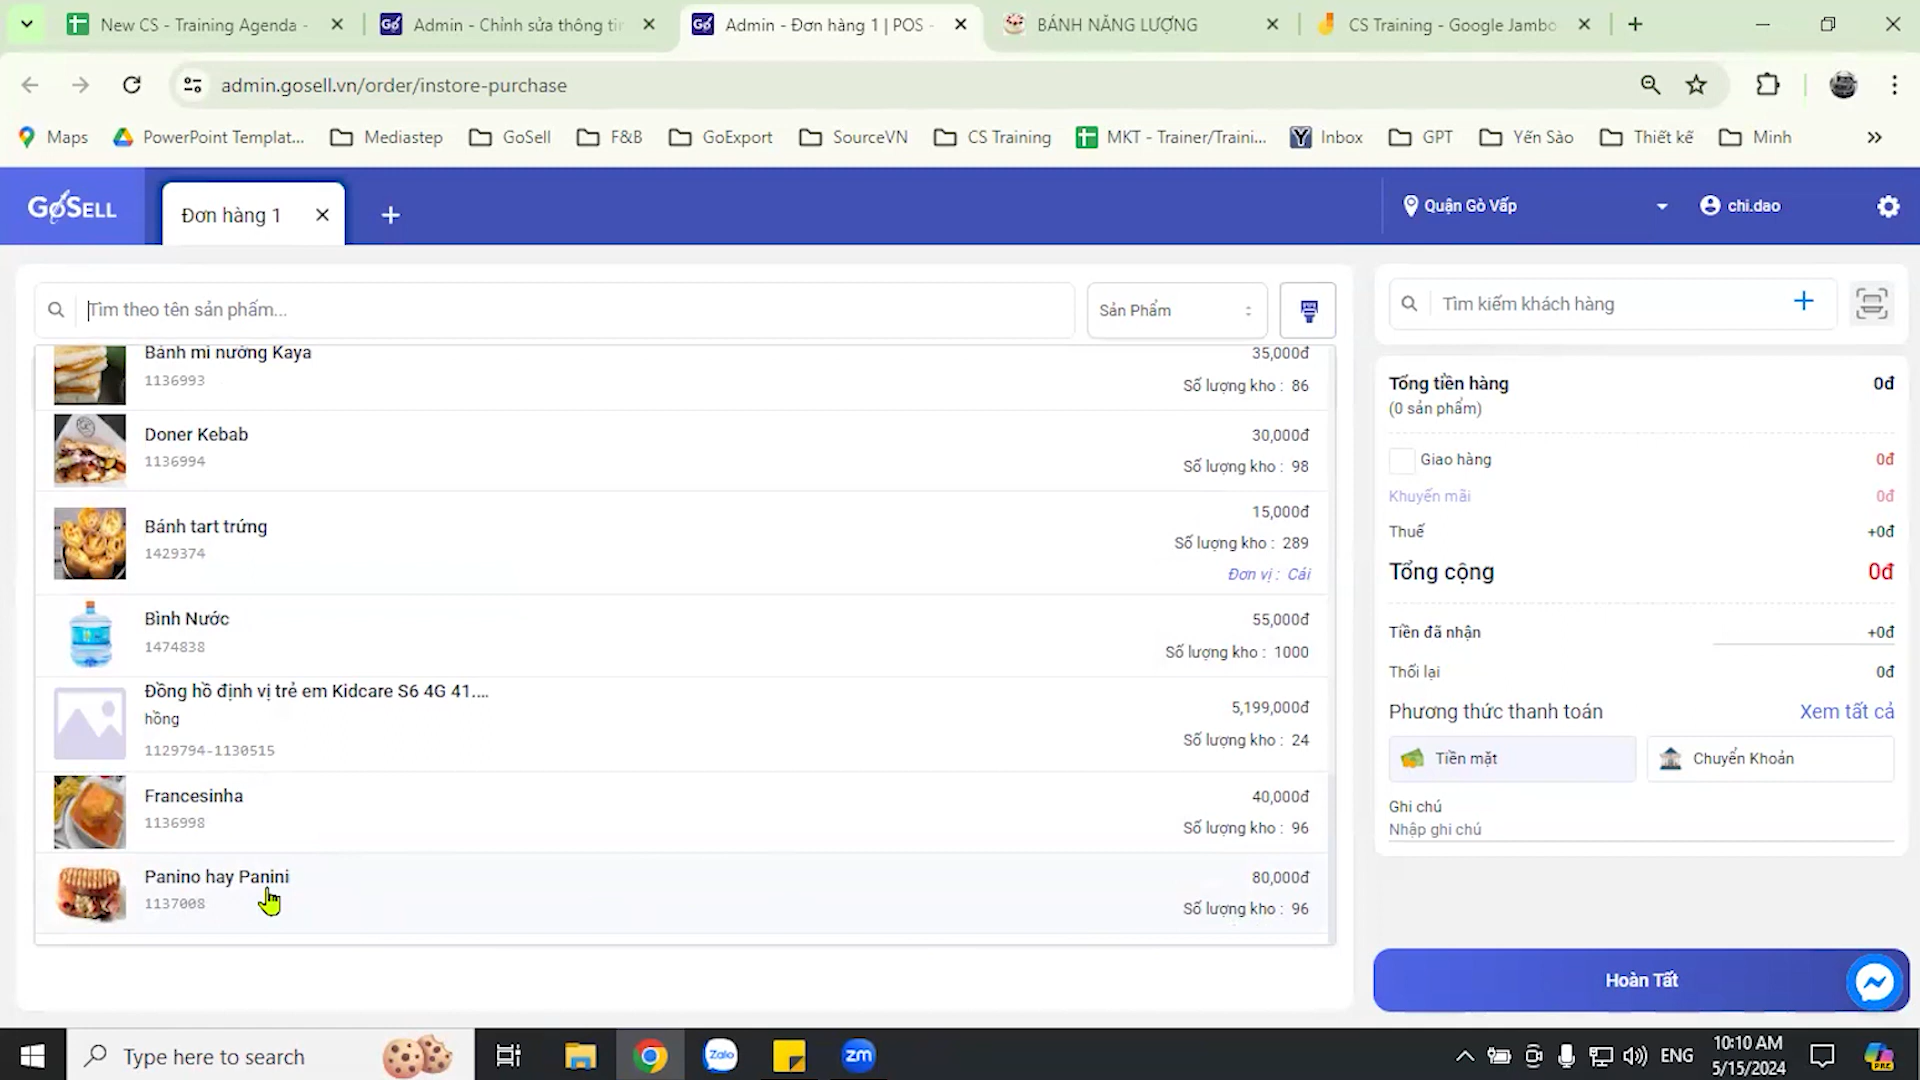 New CS - Training Agenda -
Admin - Chỉnh sửa thông tin
Admin - Đơn hàng 1 | POS -
BÁNH NĂNG LƯỢNG
CS Training - Google Jambo
admin.gosell.vn/order/instore-purchase
Maps
PowerPoint Templat...
Mediastep
GoSell
F&B
GoExport
SourceVN
CS Training
MKT - Trainer/Traini...
Inbox
GPT
Yến Sào
Thiết kế
Minh
GoSELL
Đơn hàng 1
Quận Gò Vấp
chi.dao
Tìm theo tên sản phẩm...
Sản Phẩm
Bánh mì nướng Kaya
1136993
35,000đ
Số lượng kho : 86
Doner Kebab
1136994
30,000đ
Số lượng kho : 98
Bánh tart trứng
1429374
15,000đ
Số lượng kho : 289
Đơn vị : Cái
Bình Nước
1474838
55,000đ
Số lượng kho : 1000
Đồng hồ định vị trẻ em Kidcare S6 4G 41....
hồng
1129794-1130515
5,199,000đ
Số lượng kho : 24
Francesinha
1136998
40,000đ
Số lượng kho : 96
Panino hay Panini
1137008
80,000đ
Số lượng kho : 96
Tìm kiếm khách hàng
Tổng tiền hàng 0đ
(0 sản phẩm)
Giao hàng 0đ
Khuyến mãi 0đ
Thuế +0đ
Tổng cộng 0đ
Tiền đã nhận +0đ
Thối lại 0đ
Phương thức thanh toán Xem tất cả
Tiền mặt
Chuyển Khoản
Ghi chú
Nhập ghi chú
Hoàn Tất
Type here to search
Zalo
zm
ENG
10:10 AM
5/15/2024
PRE